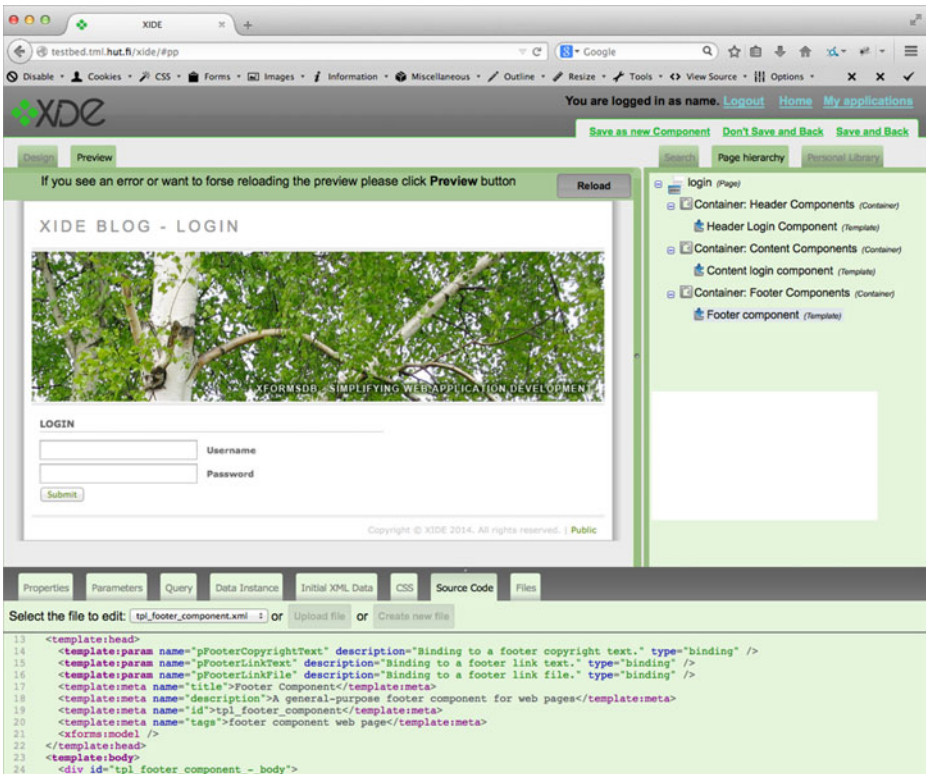 XIDE
testbed.tml.hut.fi/xide/#pp
Google
Disable Cookies CSS Forms Images Information Miscellaneous Outline Resize Tools View Source Options
XIDE
You are logged in as name. Logout Home My applications
Save as new Component Don't Save and Back Save and Back
Design Preview
Search Page hierarchy Personal Library
If you see an error or want to forse reloading the preview please click Preview button
Reload
XIDE BLOG - LOGIN
XFORMSDB - SIMPLIFYING WEB APPLICATION DEVELOPMENT
LOGIN
Username
Password
Submit
Copyright © XIDE 2014. All rights reserved. | Public
login (Page)
Container: Header Components (Container)
Header Login Component (Template)
Container: Content Components (Container)
Content login component (Template)
Container: Footer Components (Container)
Footer component (Template)
Properties Parameters Query Data Instance Initial XML Data CSS Source Code Files
Select the file to edit: tpl_footer_component.xml or Upload file or Create new file
13 <template:head>
14 <template:param name="pFooterCopyrightText" description="Binding to a footer copyright text." type="binding" />
15 <template:param name="pFooterLinkText" description="Binding to a footer link text." type="binding" />
16 <template:param name="pFooterLinkFile" description="Binding to a footer link file." type="binding" />
17 <template:meta name="title">Footer Component</template:meta>
18 <template:meta name="description">A general-purpose footer component for web pages</template:meta>
19 <template:meta name="id">tpl_footer_component</template:meta>
20 <template:meta name="tags">footer component web page</template:meta>
21 <xforms:model />
22 </template:head>
23 <template:body>
24 <div id="tpl_footer_component - body">